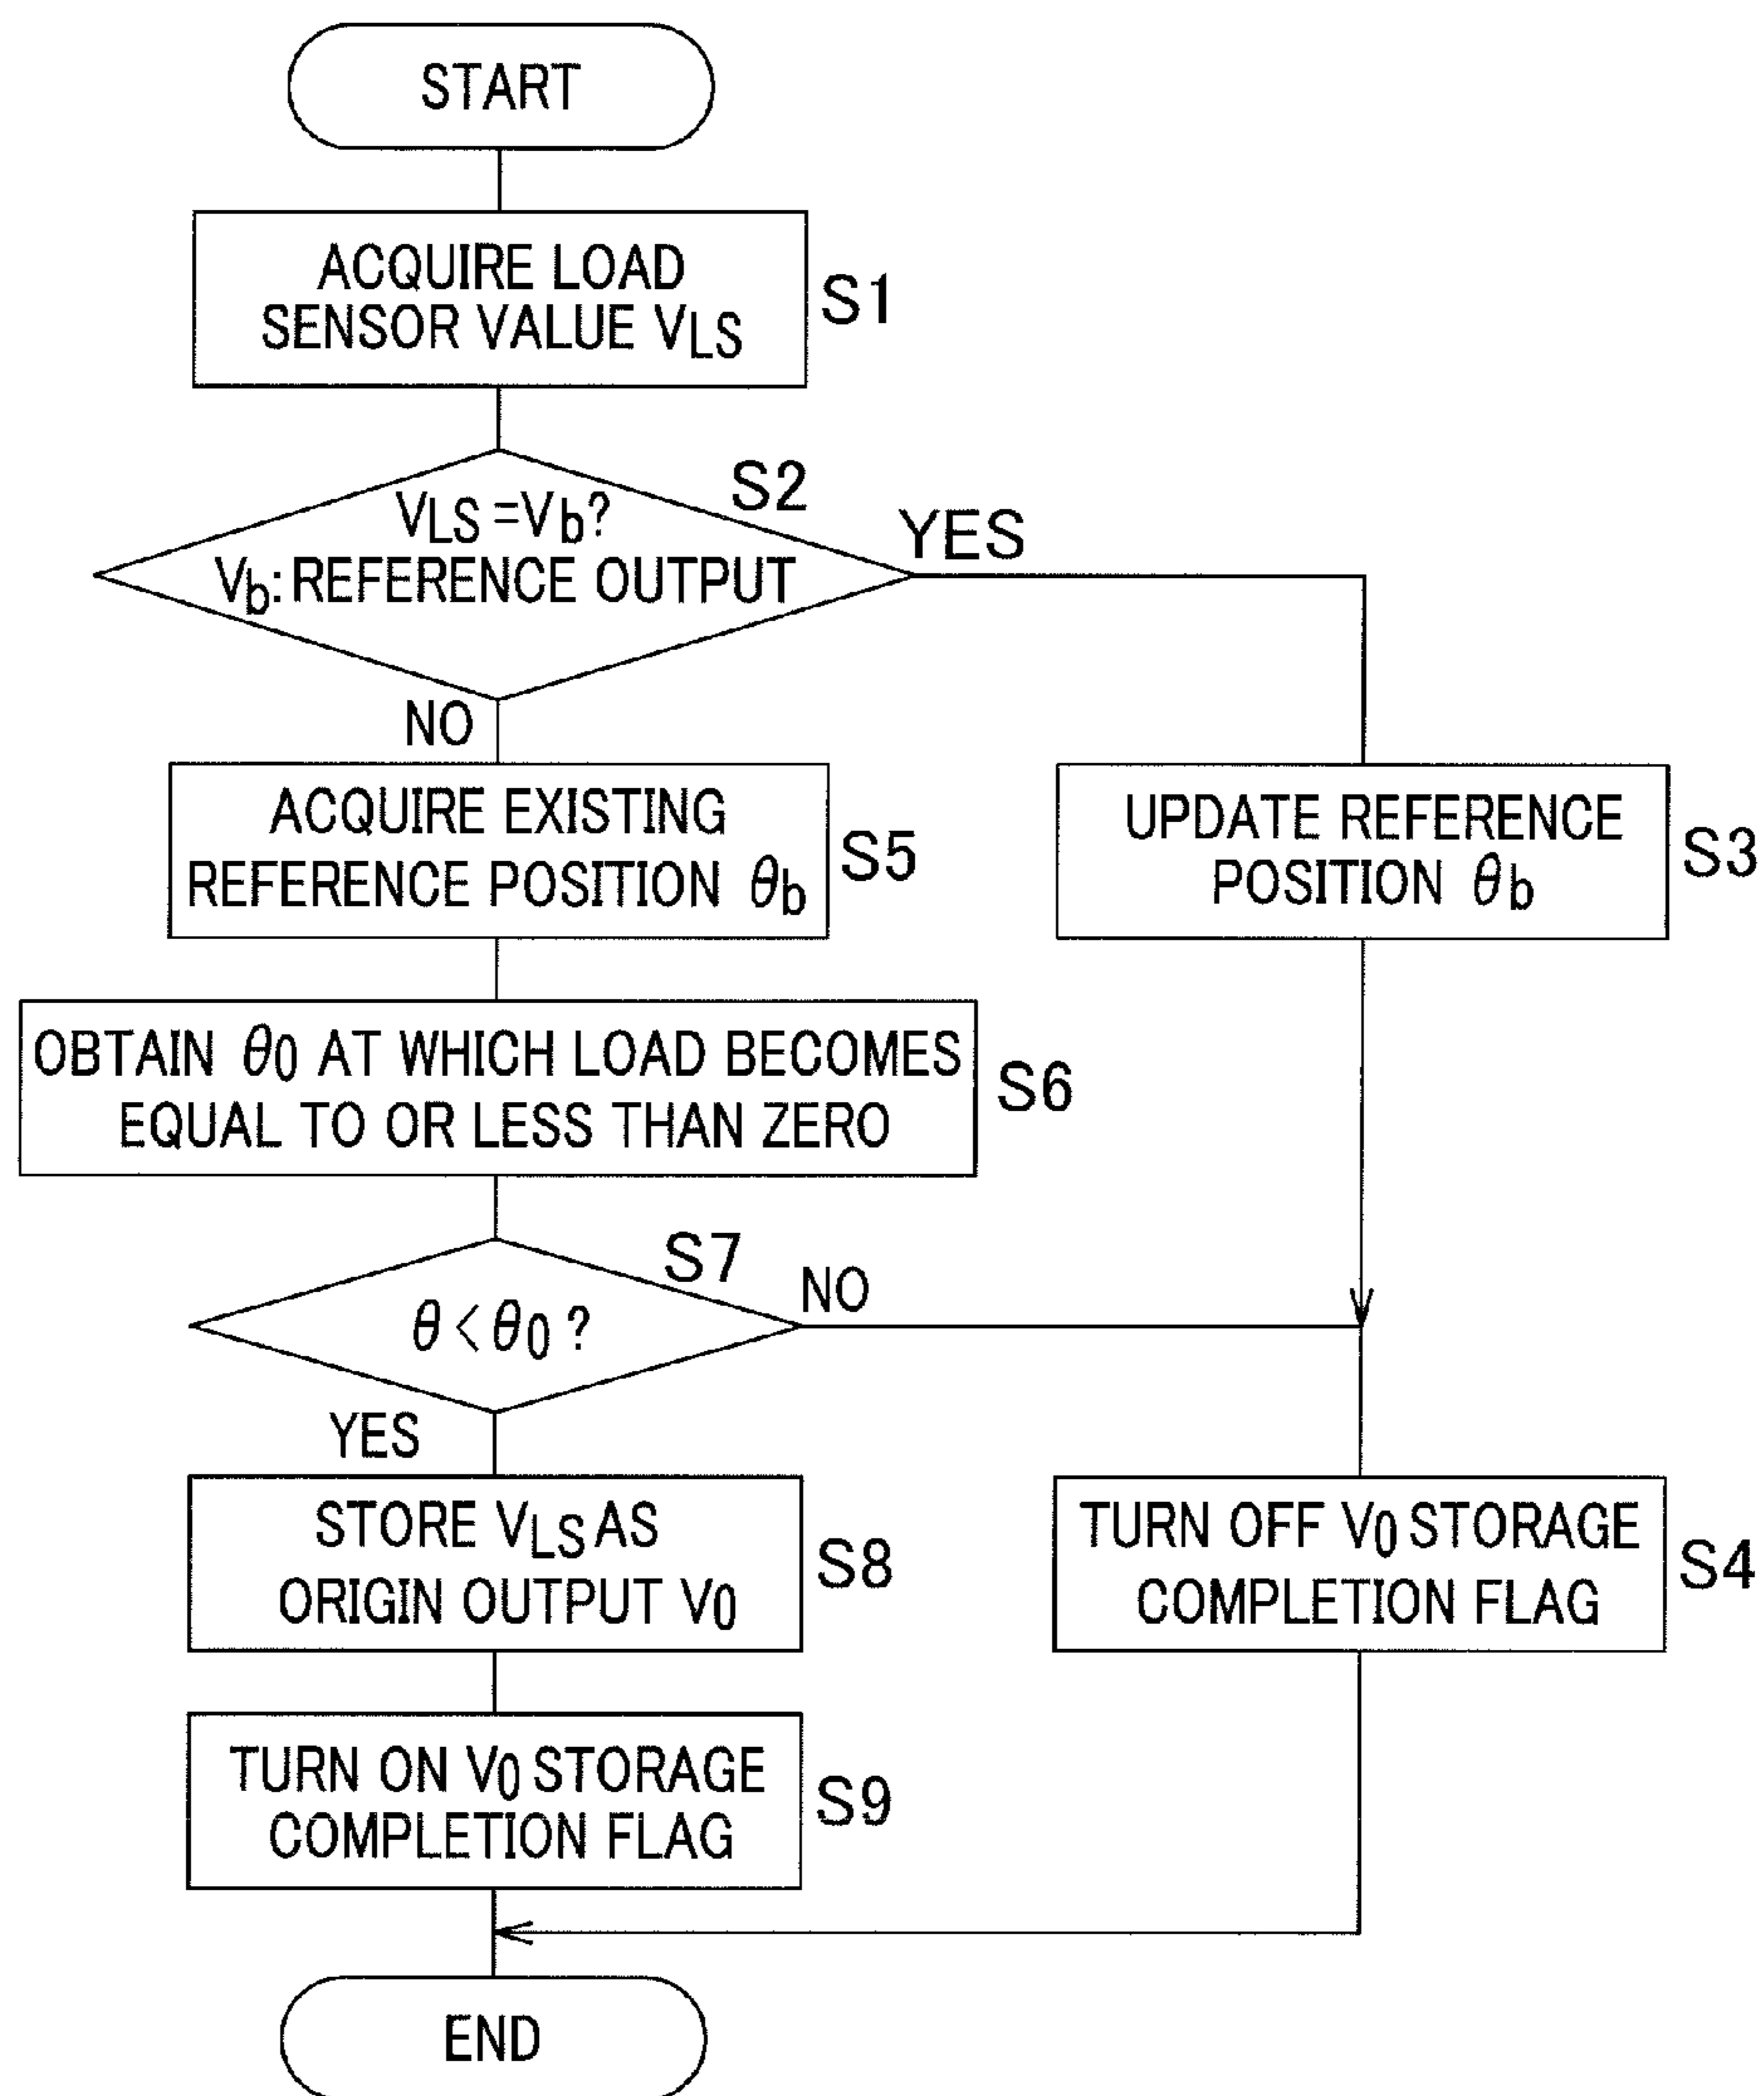 START
ACQUIRE LOAD
SENSOR VALUE VLS
S1
S2
VLS=Vb?
Vb:REFERENCE OUTPUT
YES
NO
ACQUIRE EXISTING
REFERENCE POSITION θb
S5
UPDATE REFERENCE
POSITION θb
S3
OBTAIN θ0 AT WHICH LOAD BECOMES
EQUAL TO OR LESS THAN ZERO
S6
S7
θ<θ0?
NO
YES
STORE VLS AS
ORIGIN OUTPUT V0
S8
TURN OFF V0 STORAGE
COMPLETION FLAG
S4
TURN ON V0 STORAGE
COMPLETION FLAG
S9
END